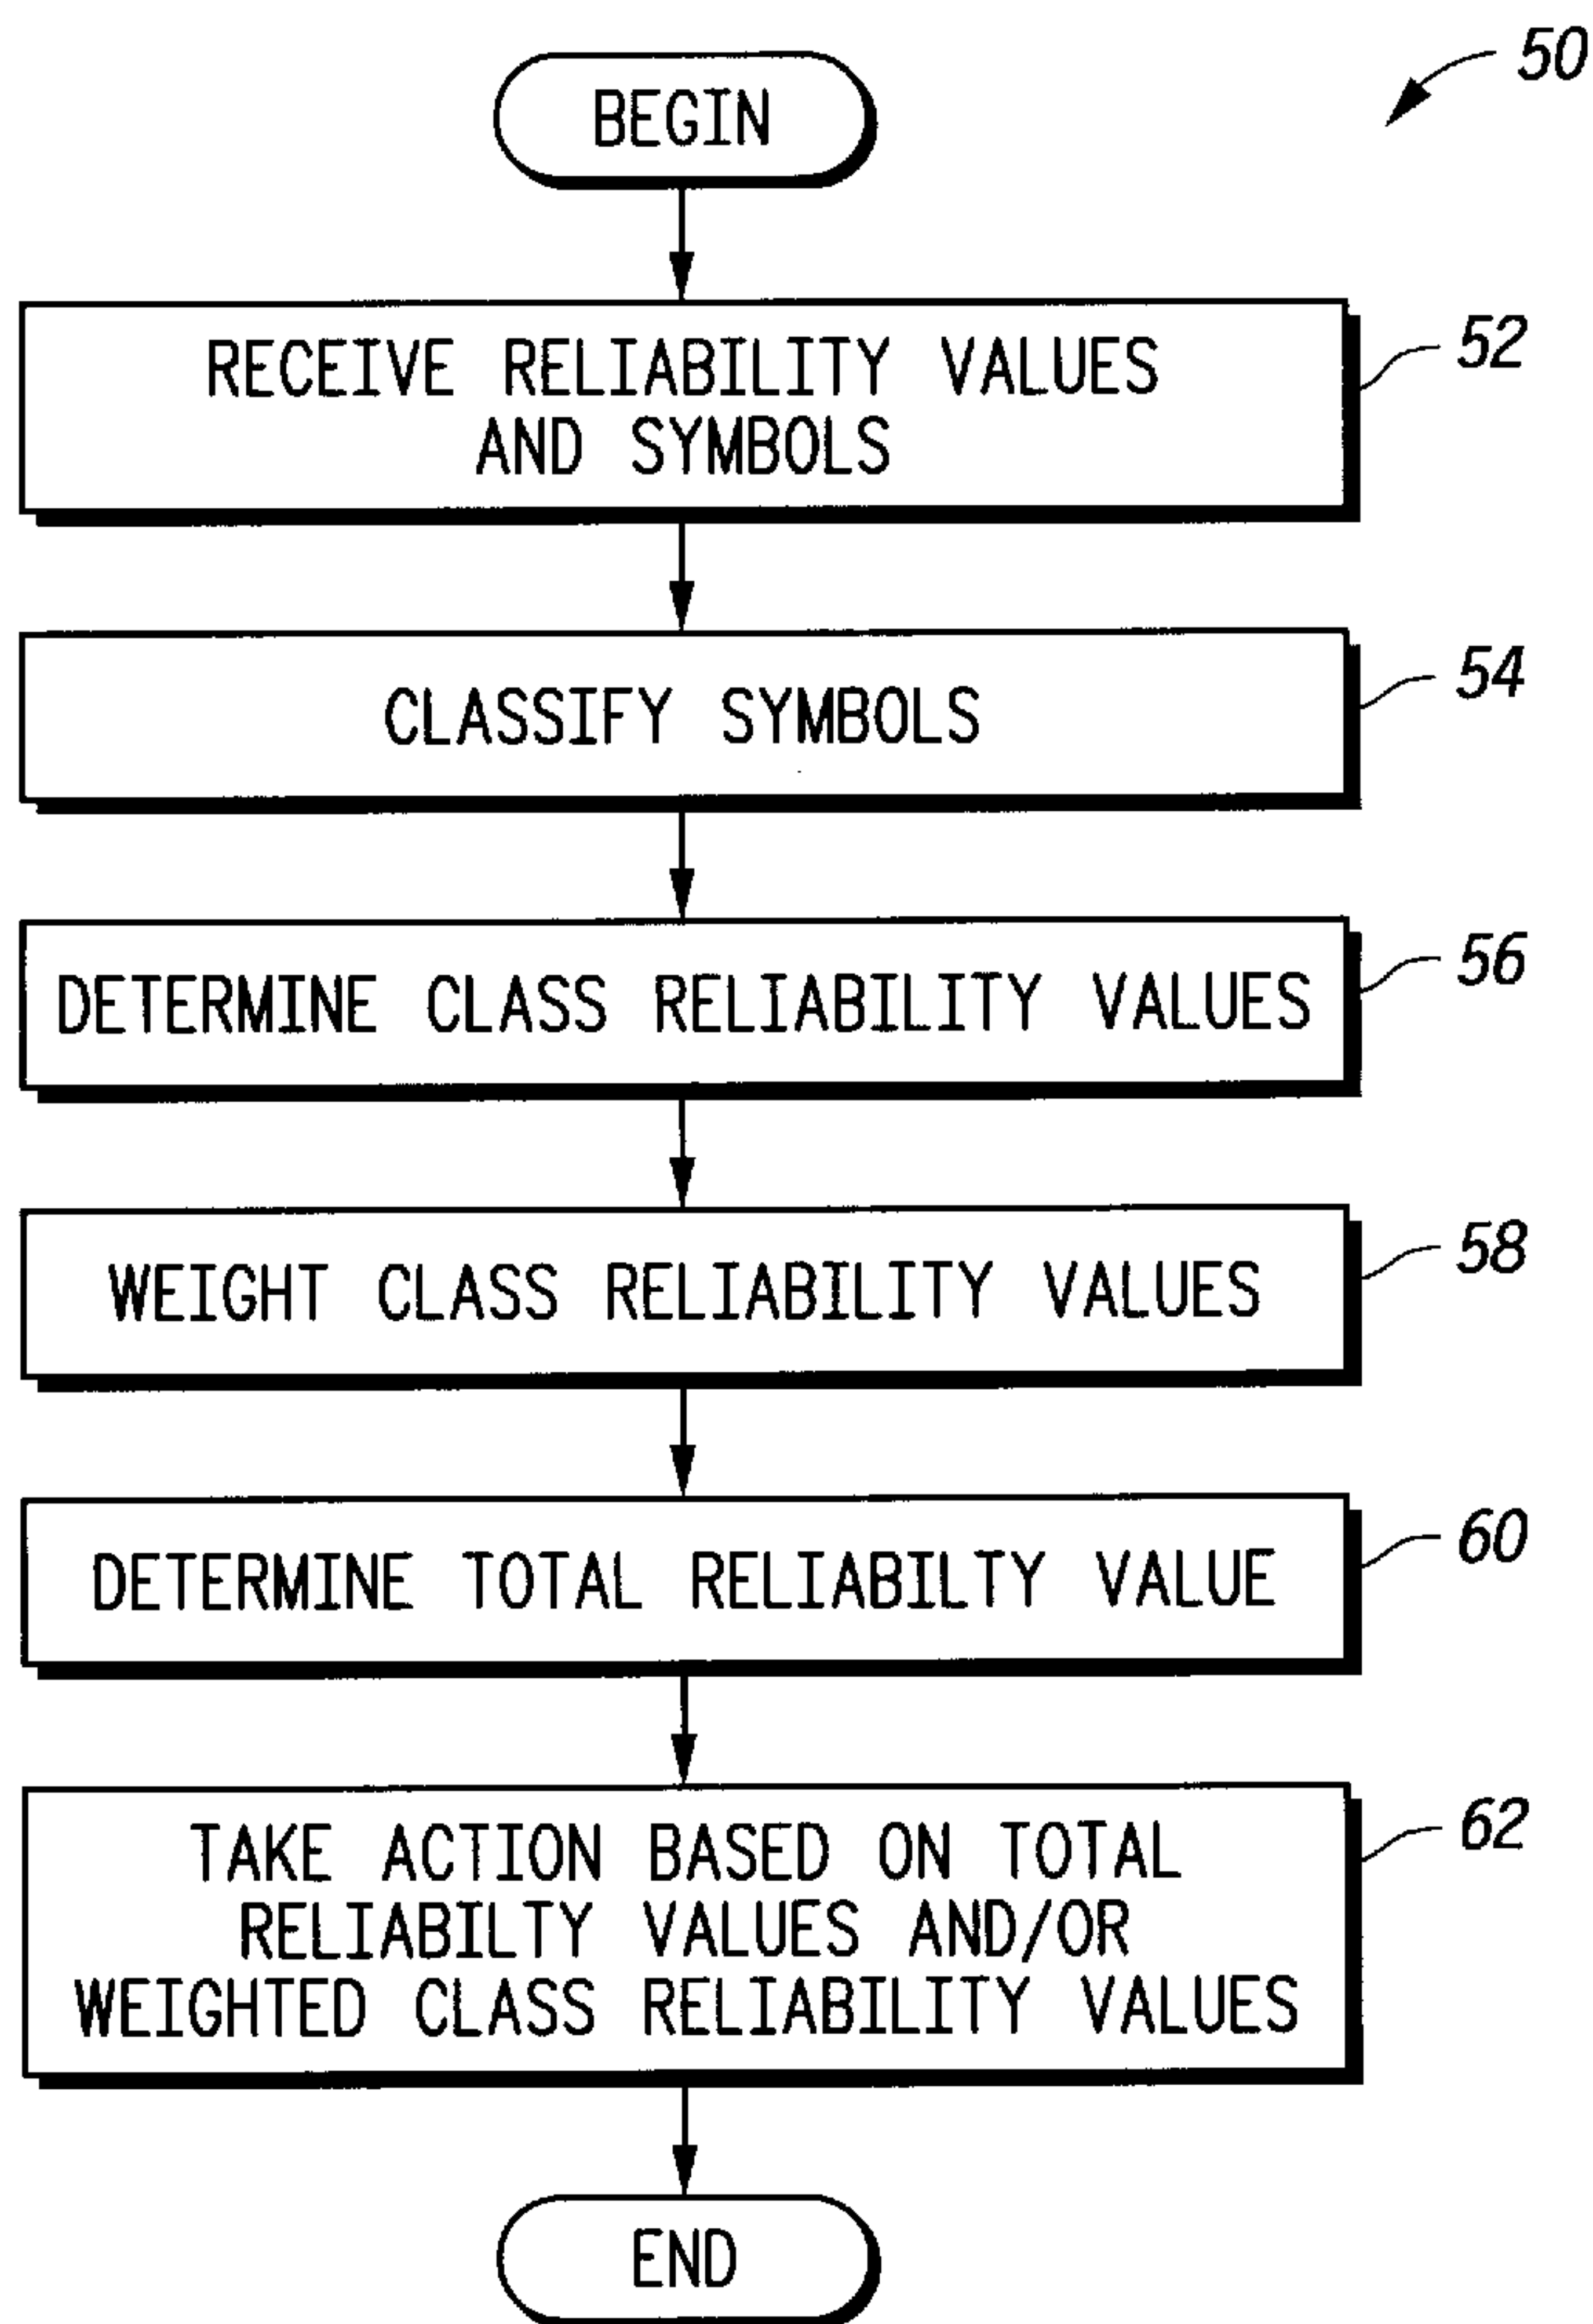 50
BEGIN
RECEIVE RELIABILITY VALUES
AND SYMBOLS
52
CLASSIFY SYMBOLS
54
DETERMINE CLASS RELIABILITY VALUES
56
WEIGHT CLASS RELIABILITY VALUES
58
DETERMINE TOTAL RELIABILTY VALUE
60
TAKE ACTION BASED ON TOTAL
RELIABILTY VALUES AND/OR
WEIGHTED CLASS RELIABILITY VALUES
62
END